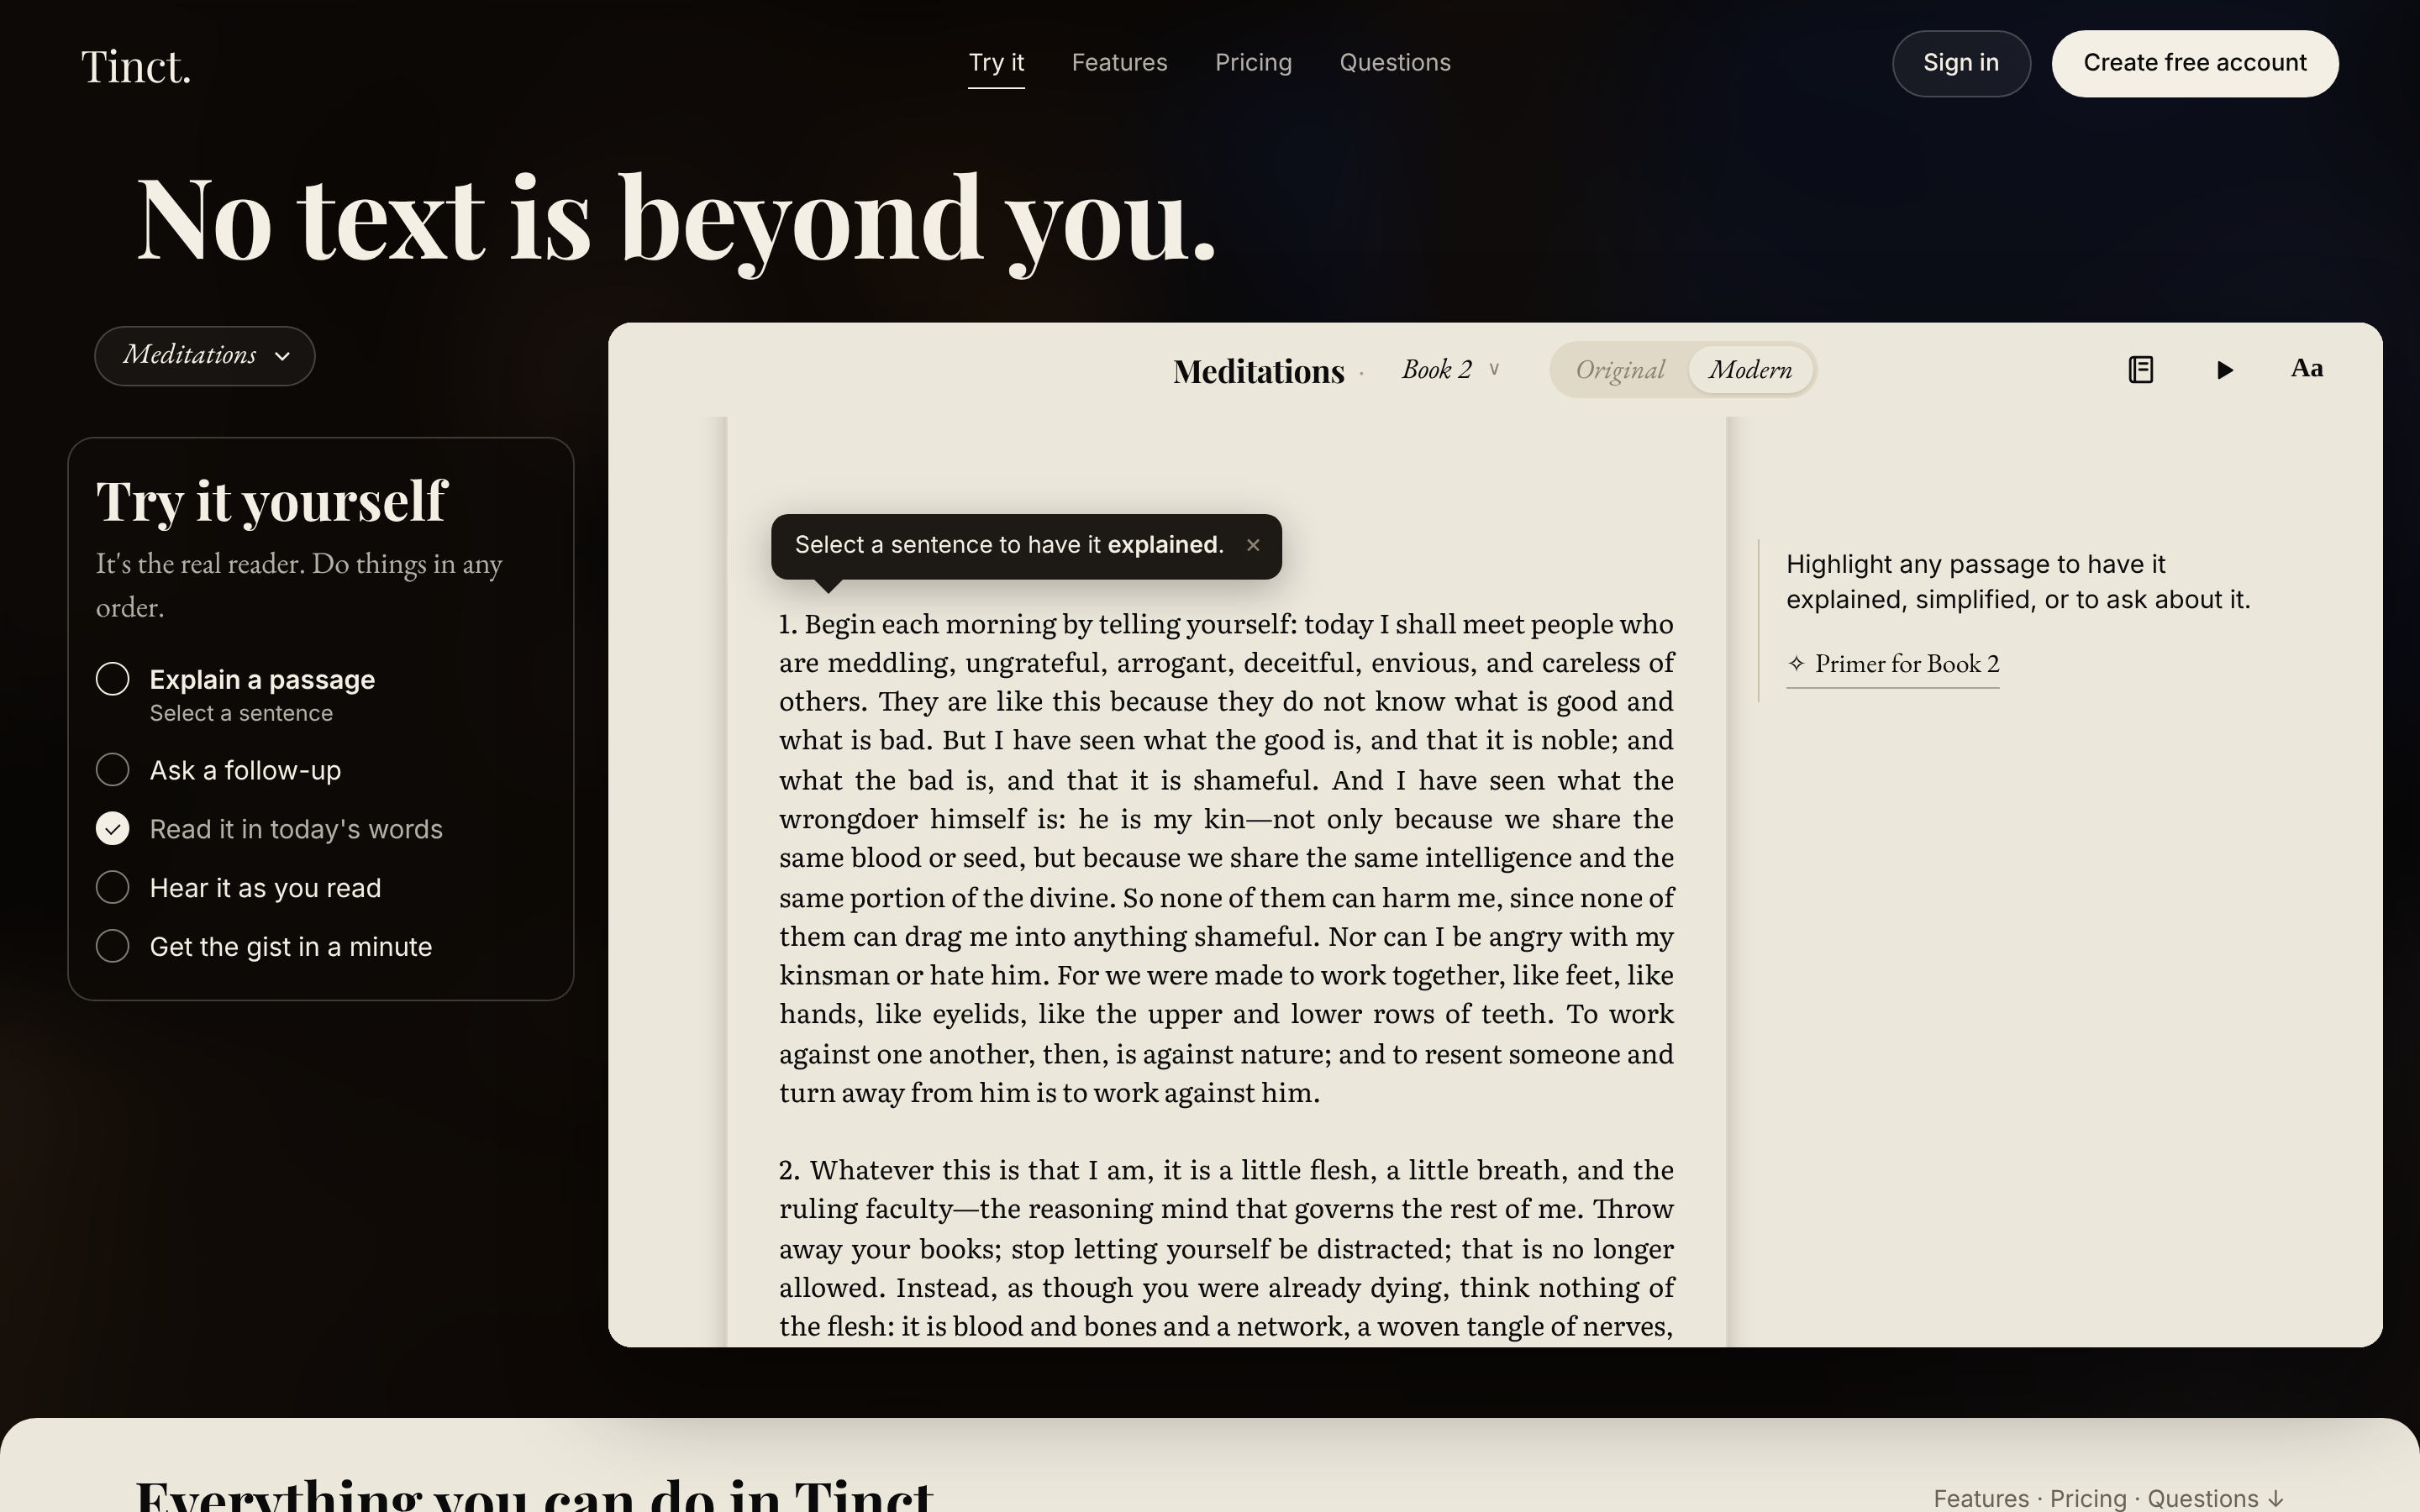 Tinct.
Try it
Features
Pricing
Questions
Sign in
Create free account
No text is beyond you.
Meditations
Try it yourself
It's the real reader. Do things in any
order.
Explain a passage
Select a sentence
Ask a follow-up
Read it in today's words
Hear it as you read
Get the gist in a minute
Meditations · Book 2
Original
Modern
Aa
Select a sentence to have it explained.
1. Begin each morning by telling yourself: today I shall meet people who
are meddling, ungrateful, arrogant, deceitful, envious, and careless of
others. They are like this because they do not know what is good and
what is bad. But I have seen what the good is, and that it is noble; and
what the bad is, and that it is shameful. And I have seen what the
wrongdoer himself is: he is my kin—not only because we share the
same blood or seed, but because we share the same intelligence and the
same portion of the divine. So none of them can harm me, since none of
them can drag me into anything shameful. Nor can I be angry with my
kinsman or hate him. For we were made to work together, like feet, like
hands, like eyelids, like the upper and lower rows of teeth. To work
against one another, then, is against nature; and to resent someone and
turn away from him is to work against him.
2. Whatever this is that I am, it is a little flesh, a little breath, and the
ruling faculty—the reasoning mind that governs the rest of me. Throw
away your books; stop letting yourself be distracted; that is no longer
allowed. Instead, as though you were already dying, think nothing of
the flesh: it is blood and bones and a network, a woven tangle of nerves,
Highlight any passage to have it
explained, simplified, or to ask about it.
✧ Primer for Book 2
Everything you can do in Tinct
Features · Pricing · Questions ↓